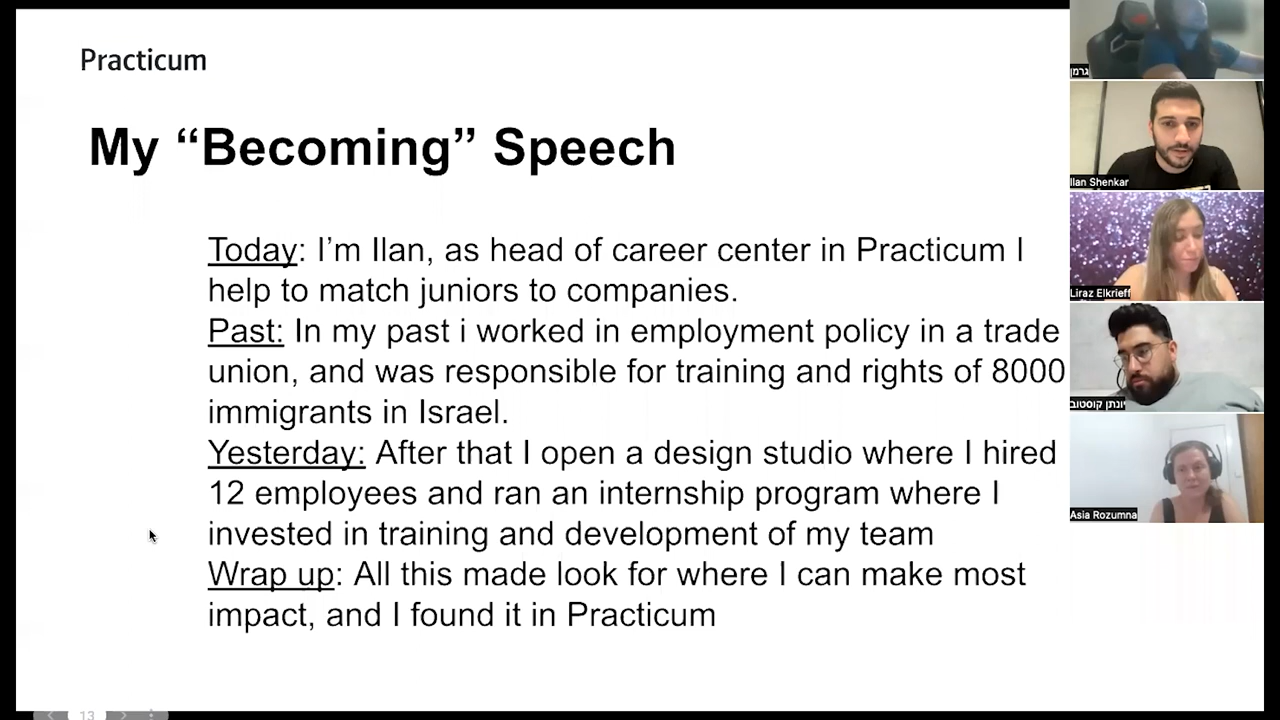 Practicum
My “Becoming” Speech
Today: I’m Ilan, as head of career center in Practicum I
help to match juniors to companies.
Past: In my past i worked in employment policy in a trade
union, and was responsible for training and rights of 8000
immigrants in Israel.
Yesterday: After that I open a design studio where I hired
12 employees and ran an internship program where I
invested in training and development of my team
Wrap up: All this made look for where I can make most
impact, and I found it in Practicum
13
גרמן
Ilan Shenkar
Liraz Elkrieff
יונתן קוסטוב
Asia Rozumna